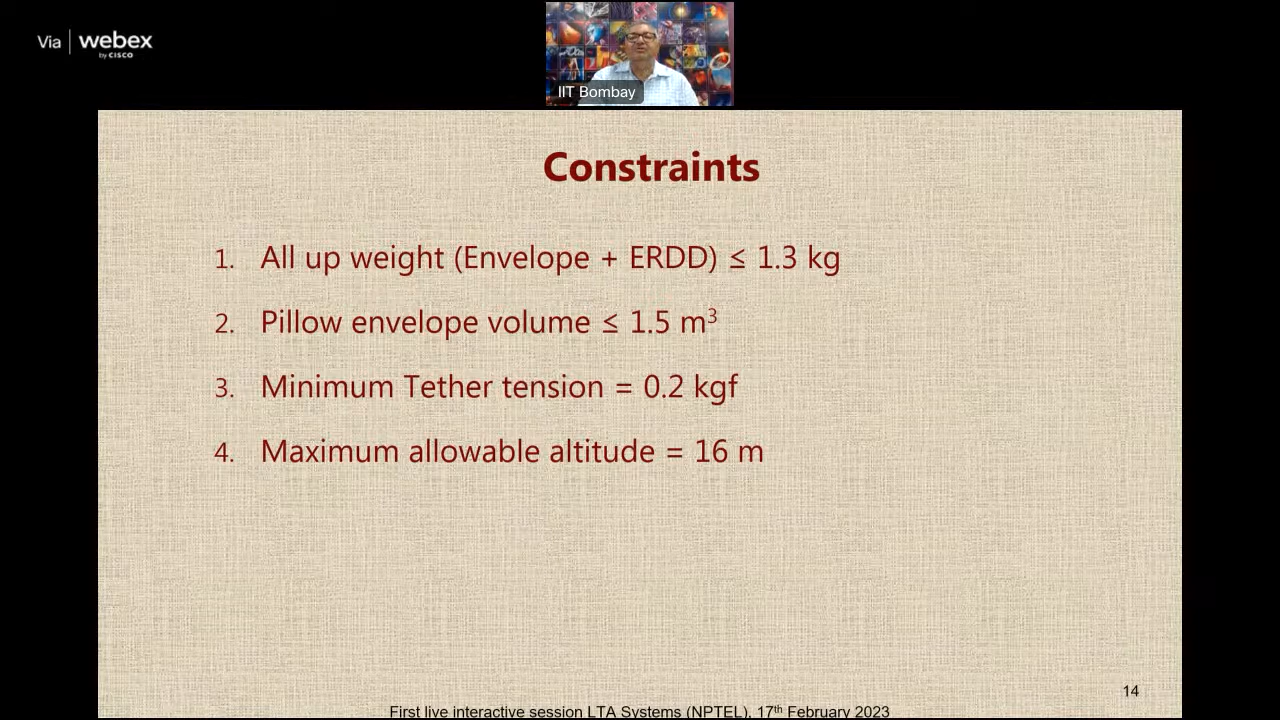 Via | webex
by CISCO
IIT Bombay
Constraints
1. All up weight (Envelope + ERDD) ≤ 1.3 kg
2. Pillow envelope volume ≤ 1.5 m³
3. Minimum Tether tension = 0.2 kgf
4. Maximum allowable altitude = 16 m
14
First live interactive session LTA Systems (NPTEL), 17th February 2023